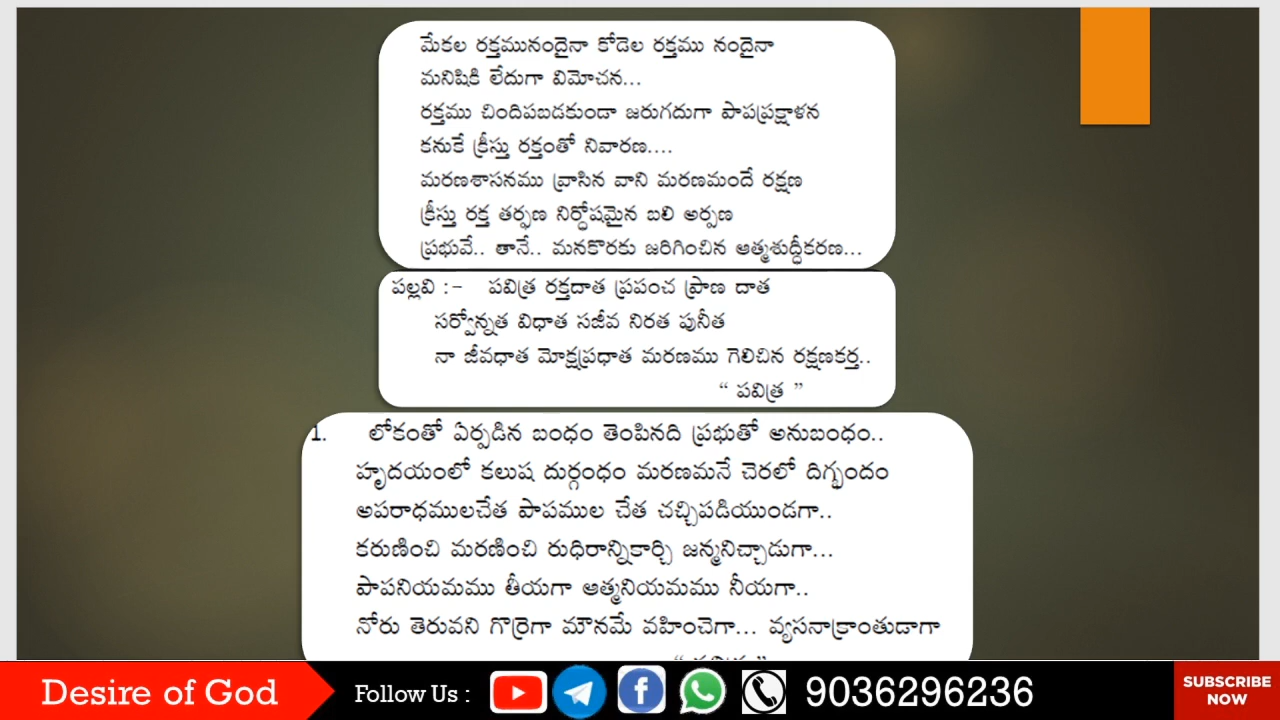 మేకల రక్తమునందైనా కోడెల రక్తము నందైనా
మనిషికి లేదుగా విమోచన...
రక్తము చిందిపబడకుండా జరుగదుగా పాపప్రక్షాళన
కనుకే క్రీస్తు రక్తంతో నివారణ....
మరణశాసనము వ్రాసిన వాని మరణమందే రక్షణ
క్రీస్తు రక్త తర్పణ నిర్ధోషమైన బలి అర్పణ
ప్రభువే.. తానే.. మనకొరకు జరిగించిన ఆత్మశుద్ధీకరణ...
పల్లవి :- పవిత్ర రక్తదాత ప్రపంచ ప్రాణ దాత
సర్వోన్నత విధాత సజీవ నిరత పునీత
నా జీవధాత మోక్షప్రధాత మరణము గెలిచిన రక్షణకర్త..
“ పవిత్ర ”
1. లోకంతో ఏర్పడిన బంధం తెంపినది ప్రభుతో అనుబంధం..
హృదయంలో కలుష దుర్గంధం మరణమనే చెరలో దిగ్భందం
అపరాధములచేత పాపముల చేత చచ్చిపడియుండగా..
కరుణించి మరణించి రుధిరాన్నికార్చి జన్మనిచ్చాడుగా...
పాపనియమము తీయగా ఆత్మనియమము నీయగా..
నోరు తెరువని గొర్రెగా మౌనమే వహించెగా... వ్యసనాక్రాంతుడాగా
Desire of God
Follow Us :
9036296236
SUBSCRIBE
NOW